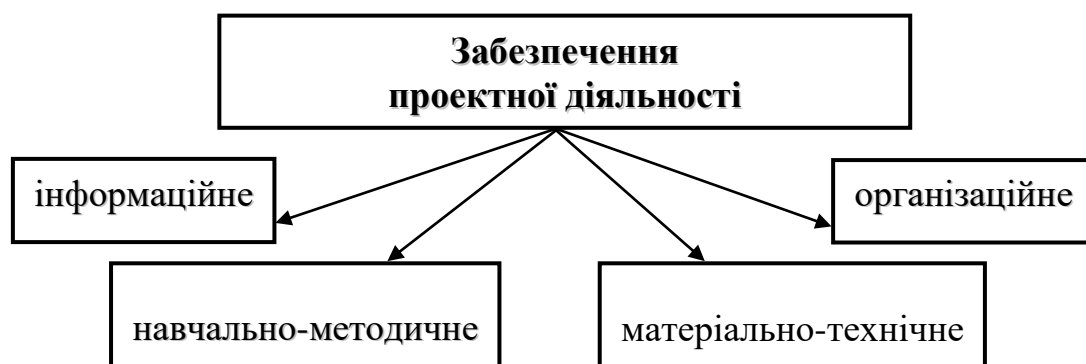 Забезпечення
проектної діяльності
інформаційне
організаційне
навчально-методичне
матеріально-технічне